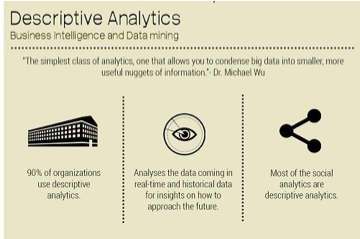 Descriptive Analytics
Business Intelligence and Data mining
"The simplest class of analytics, one that allows you to condense big data into smaller, more
useful nuggets of information."- Dr. Michael Wu
90% of organizations
use descriptive
analytics.
Analyses the data coming in
real-time and historical data
for insights on how to
approach the future.
Most of the social
analytics are
descriptive analytics.